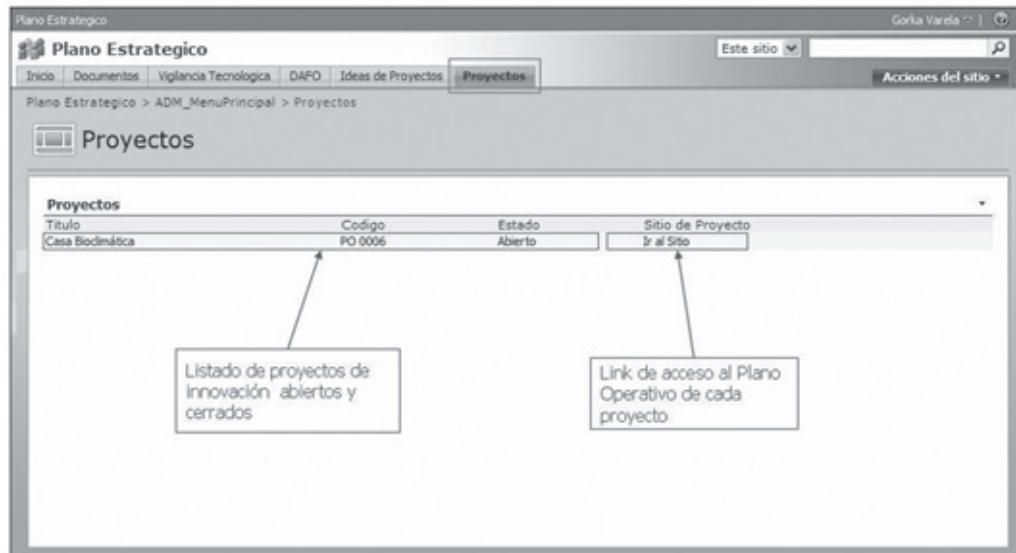 Plano Estrategico
Gorka Varela
Plano Estrategico
Este sitio
Inicio Documentos Vigilancia Tecnologica DAFO Ideas de Proyectos Proyectos Acciones del sitio
Plano Estrategico > ADM_MenuPrincipal > Proyectos
Proyectos
Proyectos
Titulo Codigo Estado Sitio de Proyecto
Casa Bioclimática PO 0006 Abierto Ir al Sitio
Listado de proyectos de
innovación abiertos y
cerrados
Link de acceso al Plano
Operativo de cada
proyecto